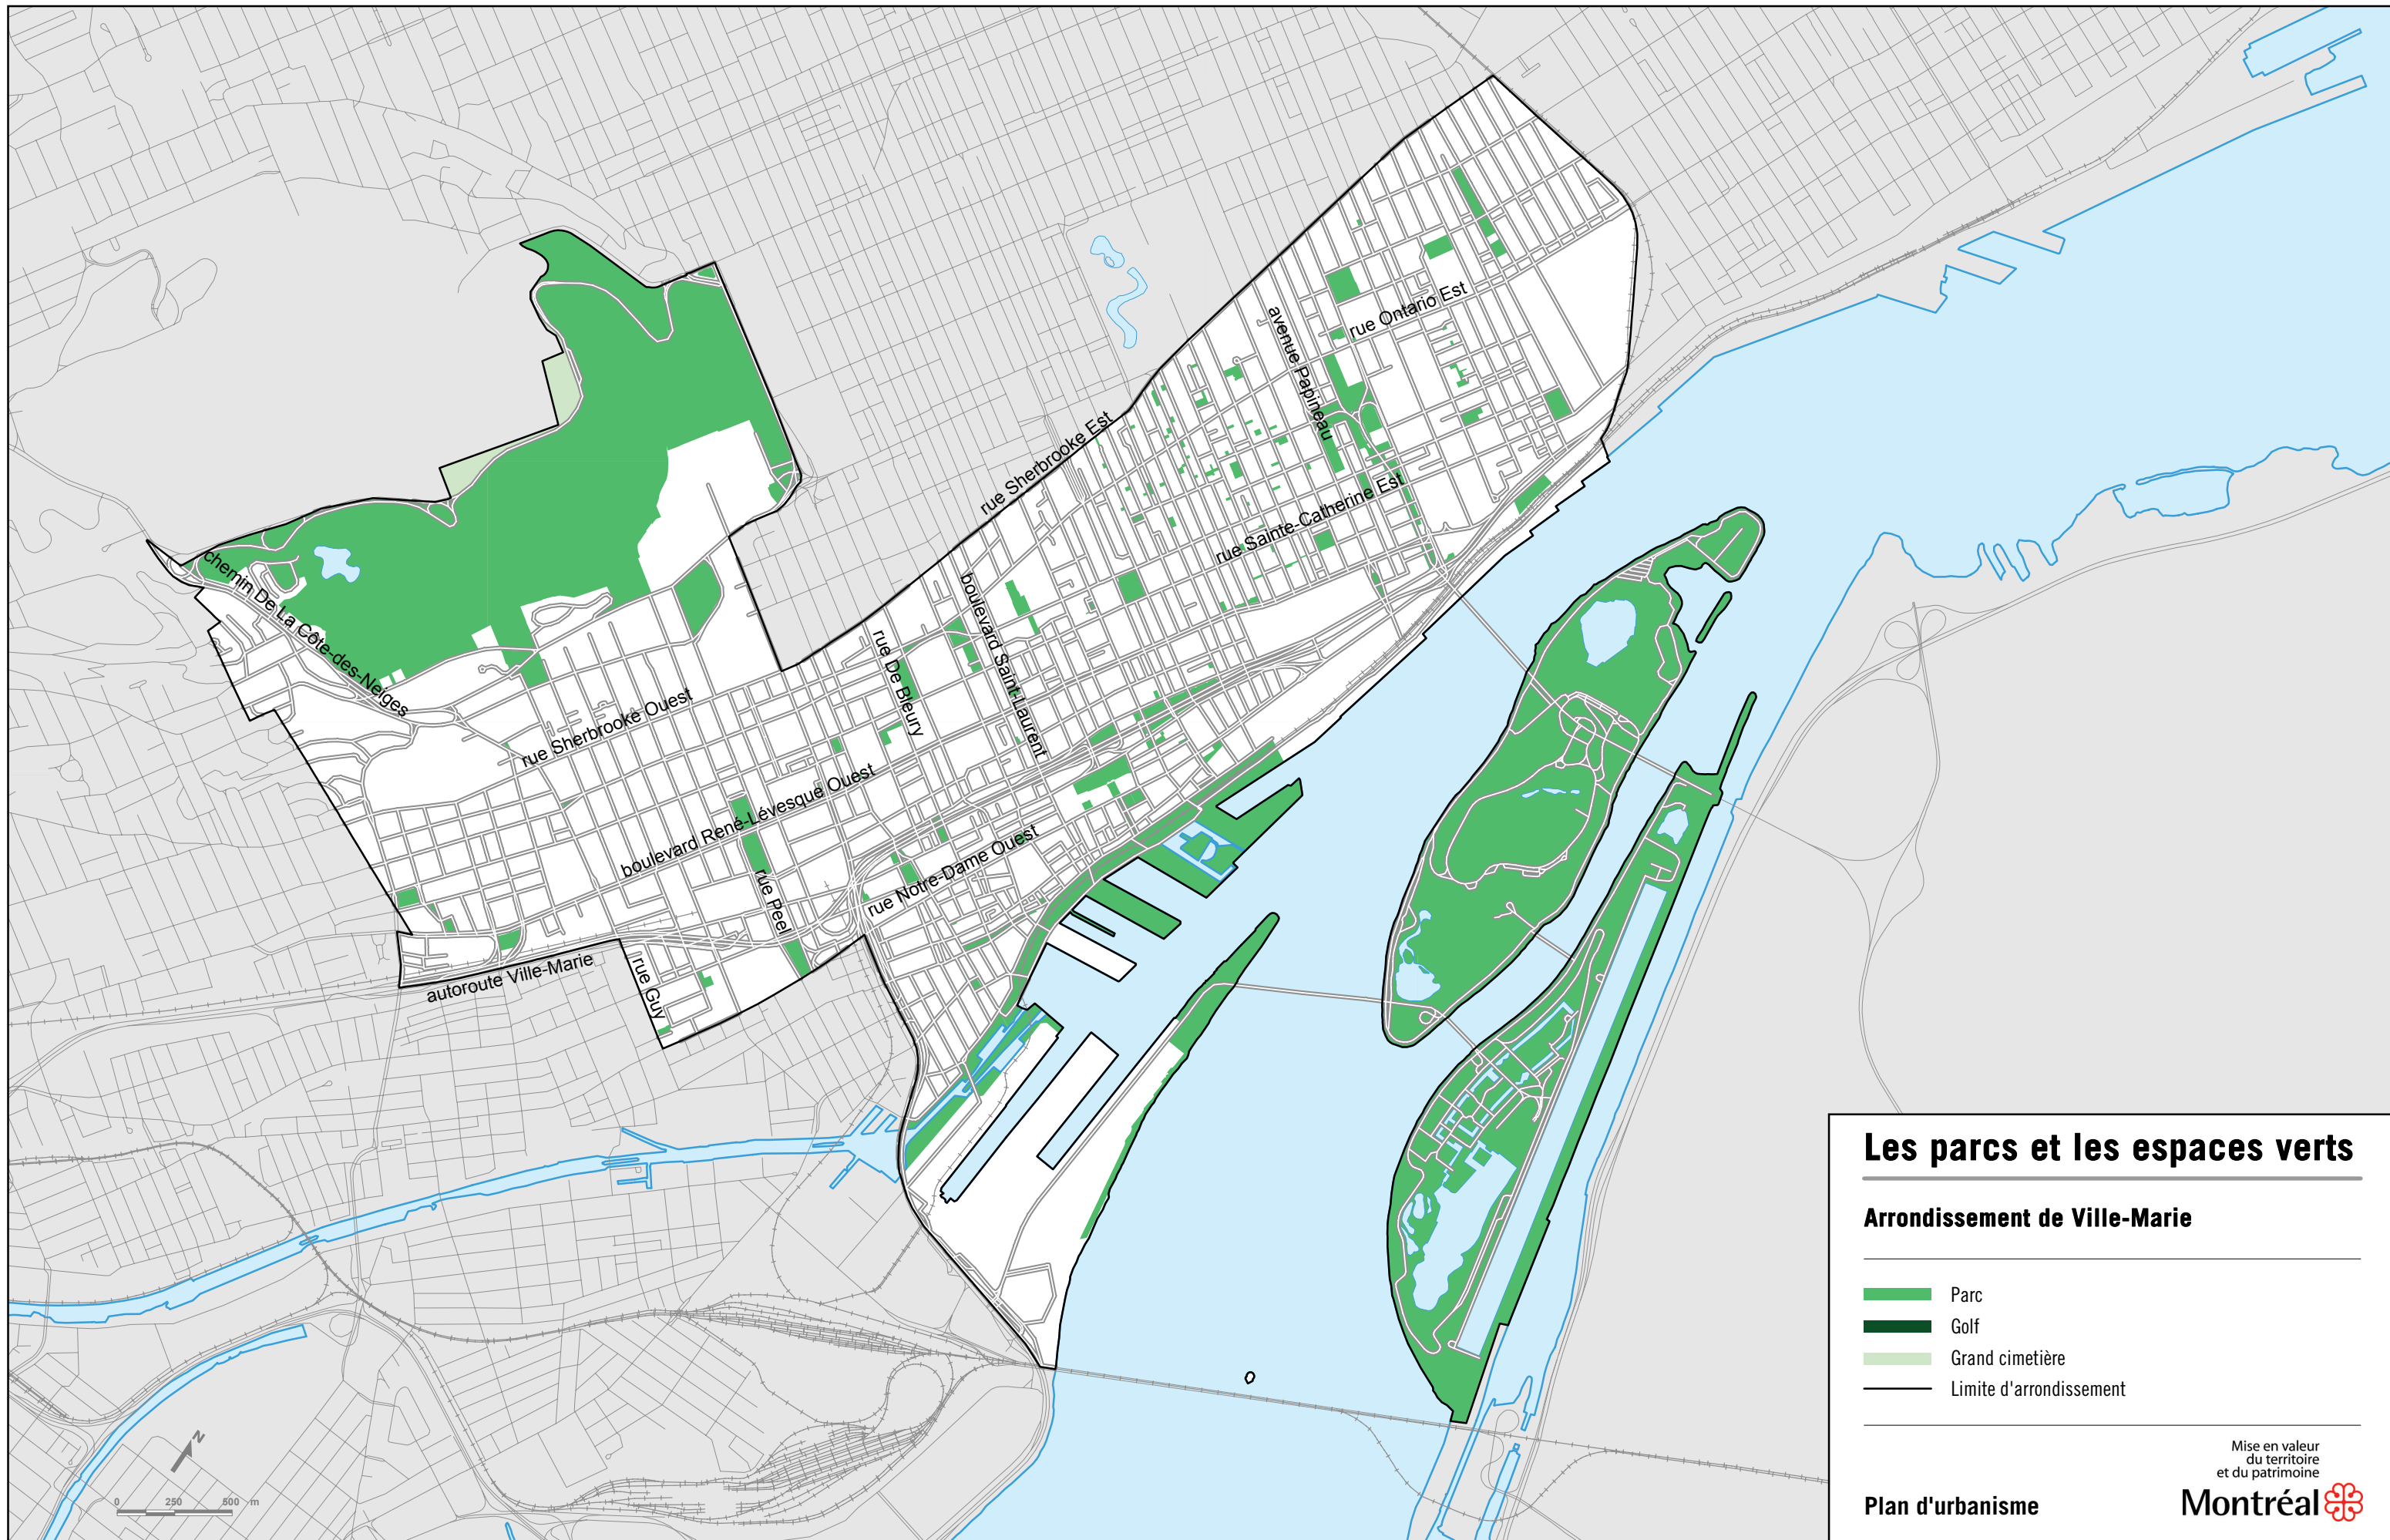 rue Ontario Est
avenue Papineau
rue Sherbrooke Est
rue Sainte-Catherine Est
chemin De La Côte-des-Neiges
boulevard Saint-Laurent
rue De Bleury
rue Sherbrooke Ouest
boulevard René-Lévesque Ouest
rue Notre-Dame Ouest
rue Peel
autoroute Ville-Marie
rue Guy
N
0 250 500 m
Les parcs et les espaces verts
Arrondissement de Ville-Marie
Parc
Golf
Grand cimetière
Limite d'arrondissement
Mise en valeur
du territoire
et du patrimoine
Plan d'urbanisme
Montréal